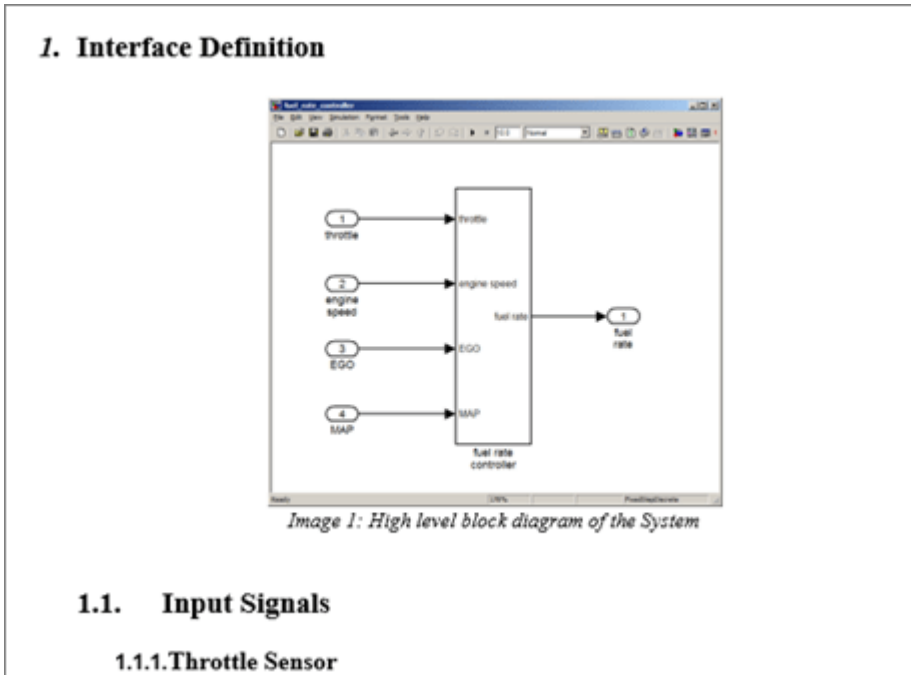 1. Interface Definition
fuel_rate_controller
File Edit View Simulation Format Tools Help
10.0 Normal
1
throttle
throttle
2
engine
speed
engine speed
fuel rate
1
fuel
rate
3
EGO
EGO
4
MAP
MAP
fuel rate
controller
Ready
FixedStepDiscrete
Image 1: High level block diagram of the System
1.1. Input Signals
1.1.1.Throttle Sensor